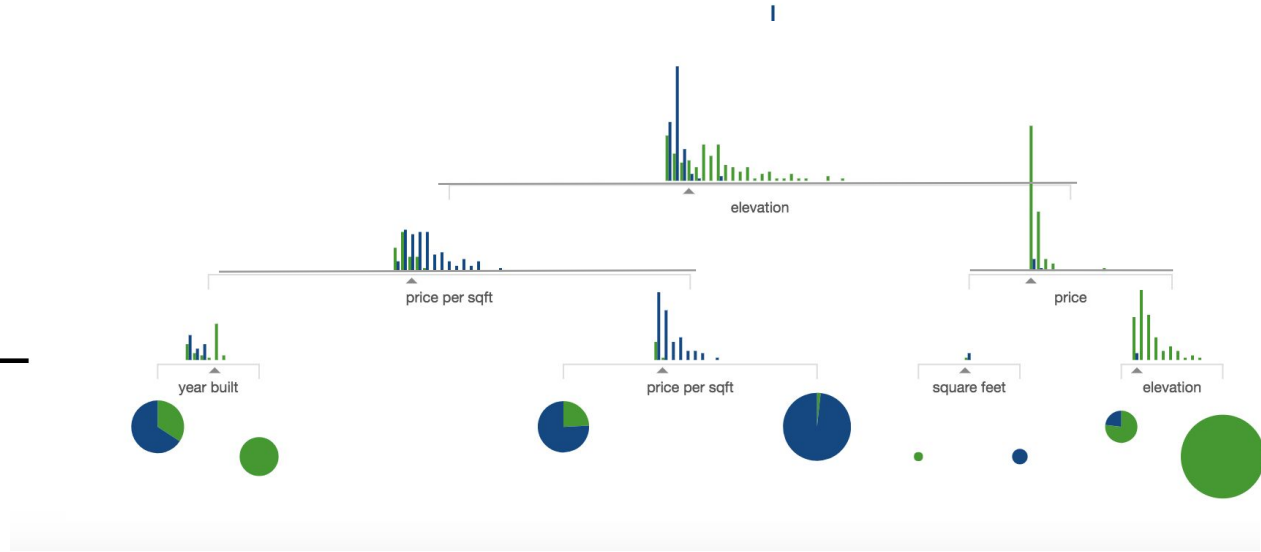 elevation
price per sqft
price
year built
price per sqft
square feet
elevation